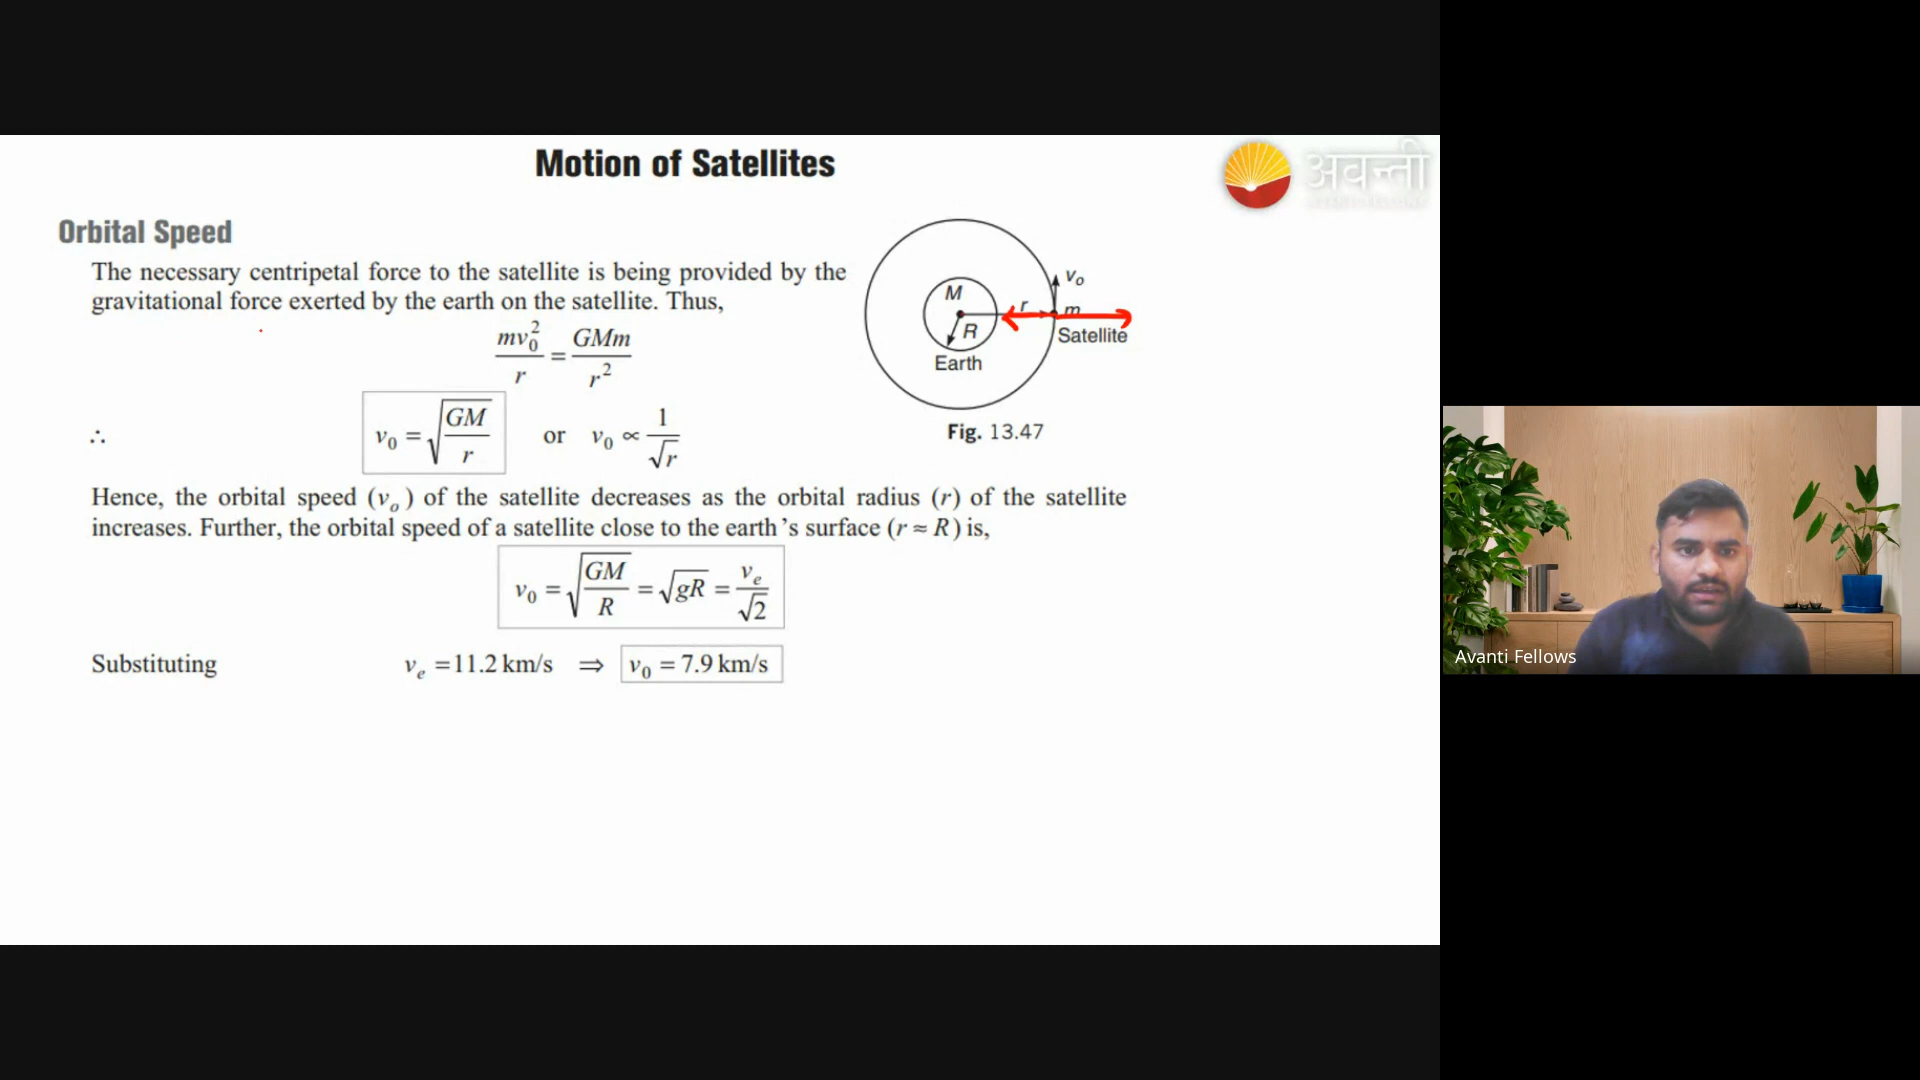 Motion of Satellites
अवन्ती
Orbital Speed
The necessary centripetal force to the satellite is being provided by the
gravitational force exerted by the earth on the satellite. Thus,
mv₀²/r = GMm/r²
∴ v₀ = √(GM/r) or v₀ ∝ 1/√r
M
R
r
m
vₒ
Satellite
Earth
Fig. 13.47
Hence, the orbital speed (vₒ) of the satellite decreases as the orbital radius (r) of the satellite
increases. Further, the orbital speed of a satellite close to the earth's surface (r ≈ R) is,
v₀ = √(GM/R) = √gR = vₑ/√2
Substituting vₑ = 11.2 km/s ⇒ v₀ = 7.9 km/s
Avanti Fellows